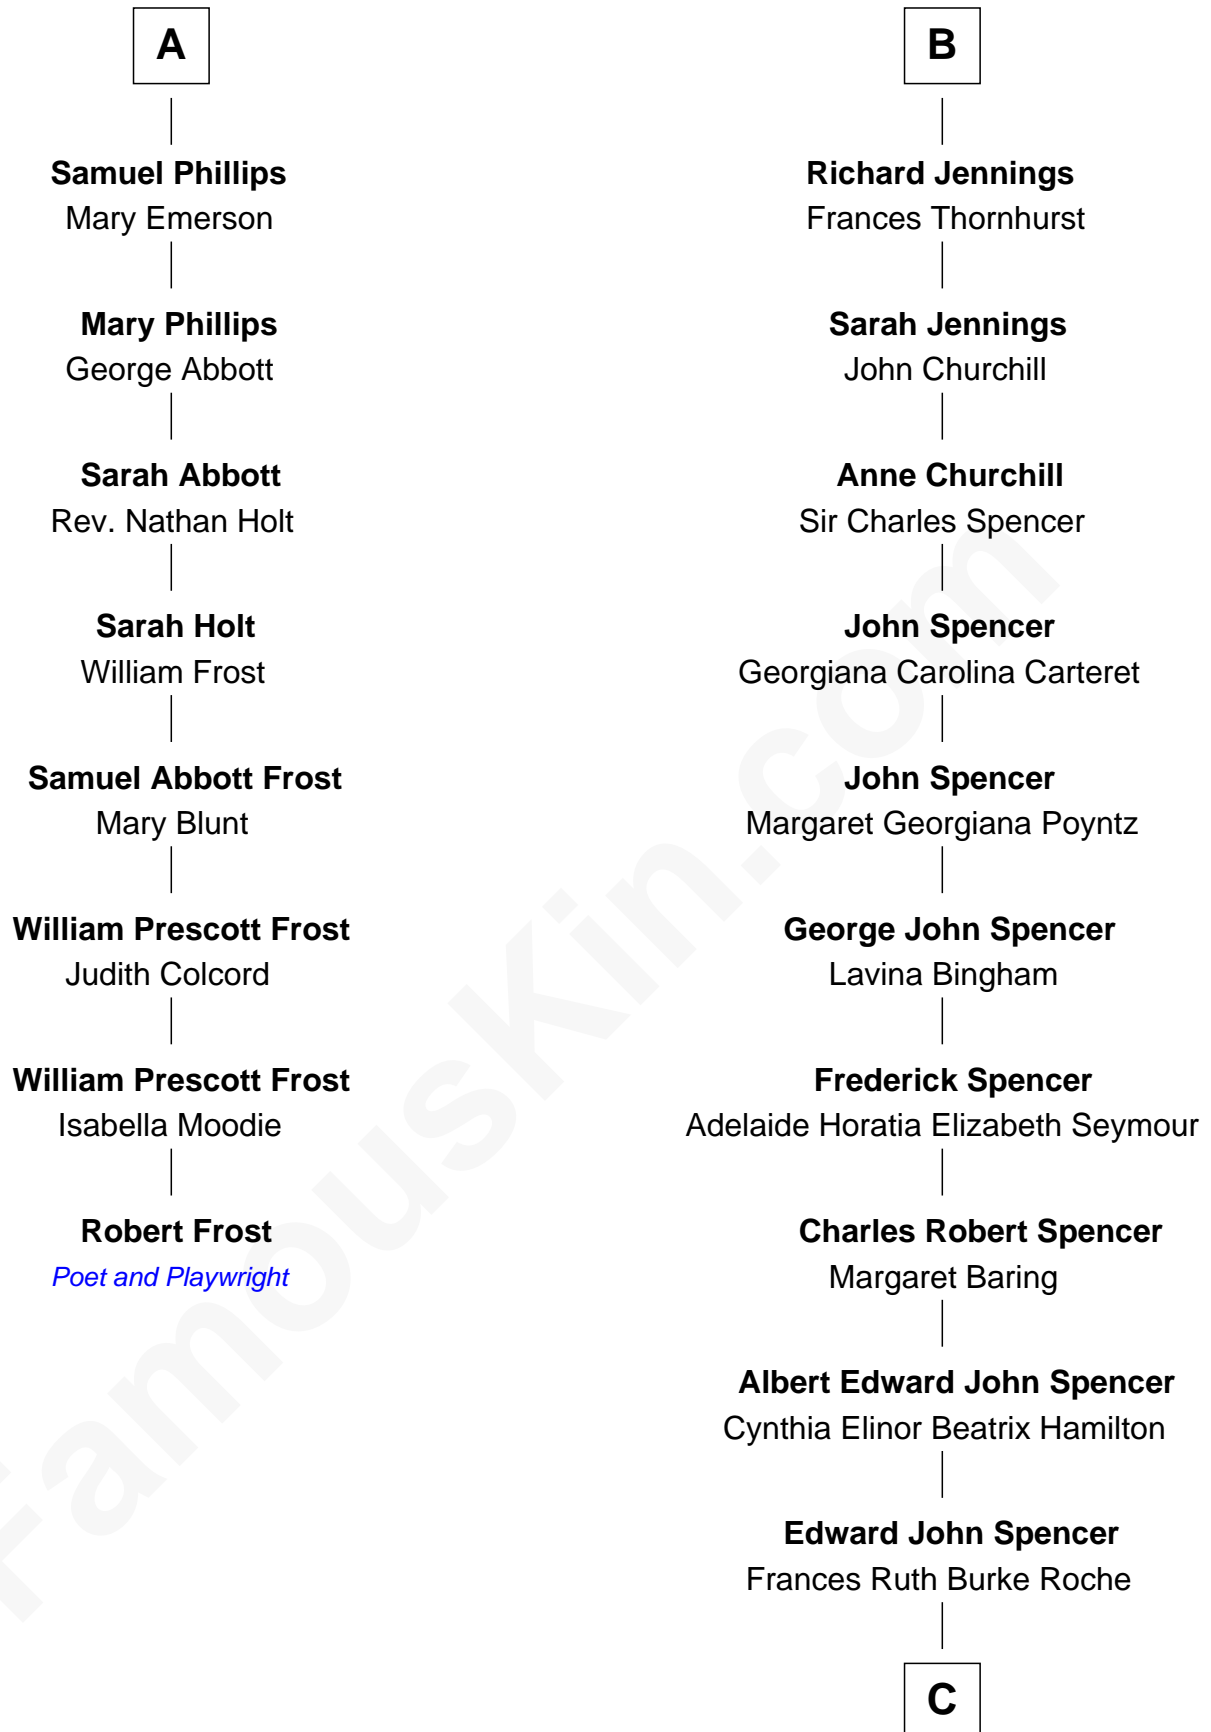 A
Samuel Phillips
Mary Emerson
Mary Phillips
George Abbott
Sarah Abbott
Rev. Nathan Holt
Sarah Holt
William Frost
Samuel Abbott Frost
Mary Blunt
William Prescott Frost
Judith Colcord
William Prescott Frost
Isabella Moodie
Robert Frost
Poet and Playwright
B
Richard Jennings
Frances Thornhurst
Sarah Jennings
John Churchill
Anne Churchill
Sir Charles Spencer
John Spencer
Georgiana Carolina Carteret
John Spencer
Margaret Georgiana Poyntz
George John Spencer
Lavina Bingham
Frederick Spencer
Adelaide Horatia Elizabeth Seymour
Charles Robert Spencer
Margaret Baring
Albert Edward John Spencer
Cynthia Elinor Beatrix Hamilton
Edward John Spencer
Frances Ruth Burke Roche
C
FamousKin.com